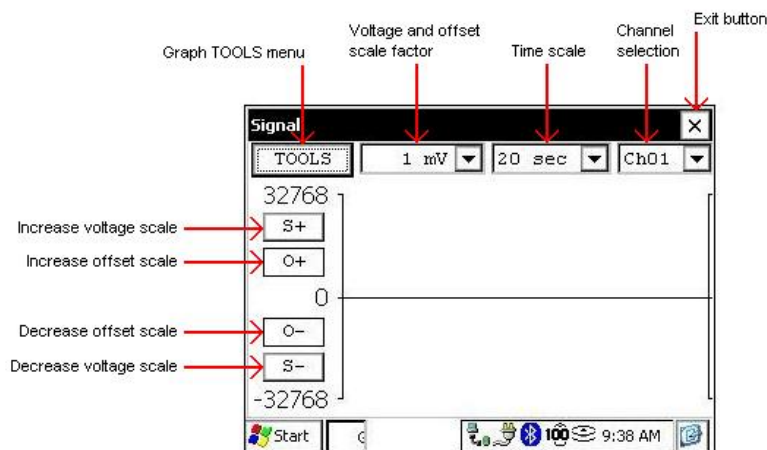 Exit button
Voltage and offset
scale factor
Channel
selection
Graph TOOLS menu
Time scale
Signal
TOOLS
1 mV
20 sec
Ch01
32768
Increase voltage scale
S+
Increase offset scale
O+
0
Decrease offset scale
O-
Decrease voltage scale
S-
-32768
Start
100
9:38 AM